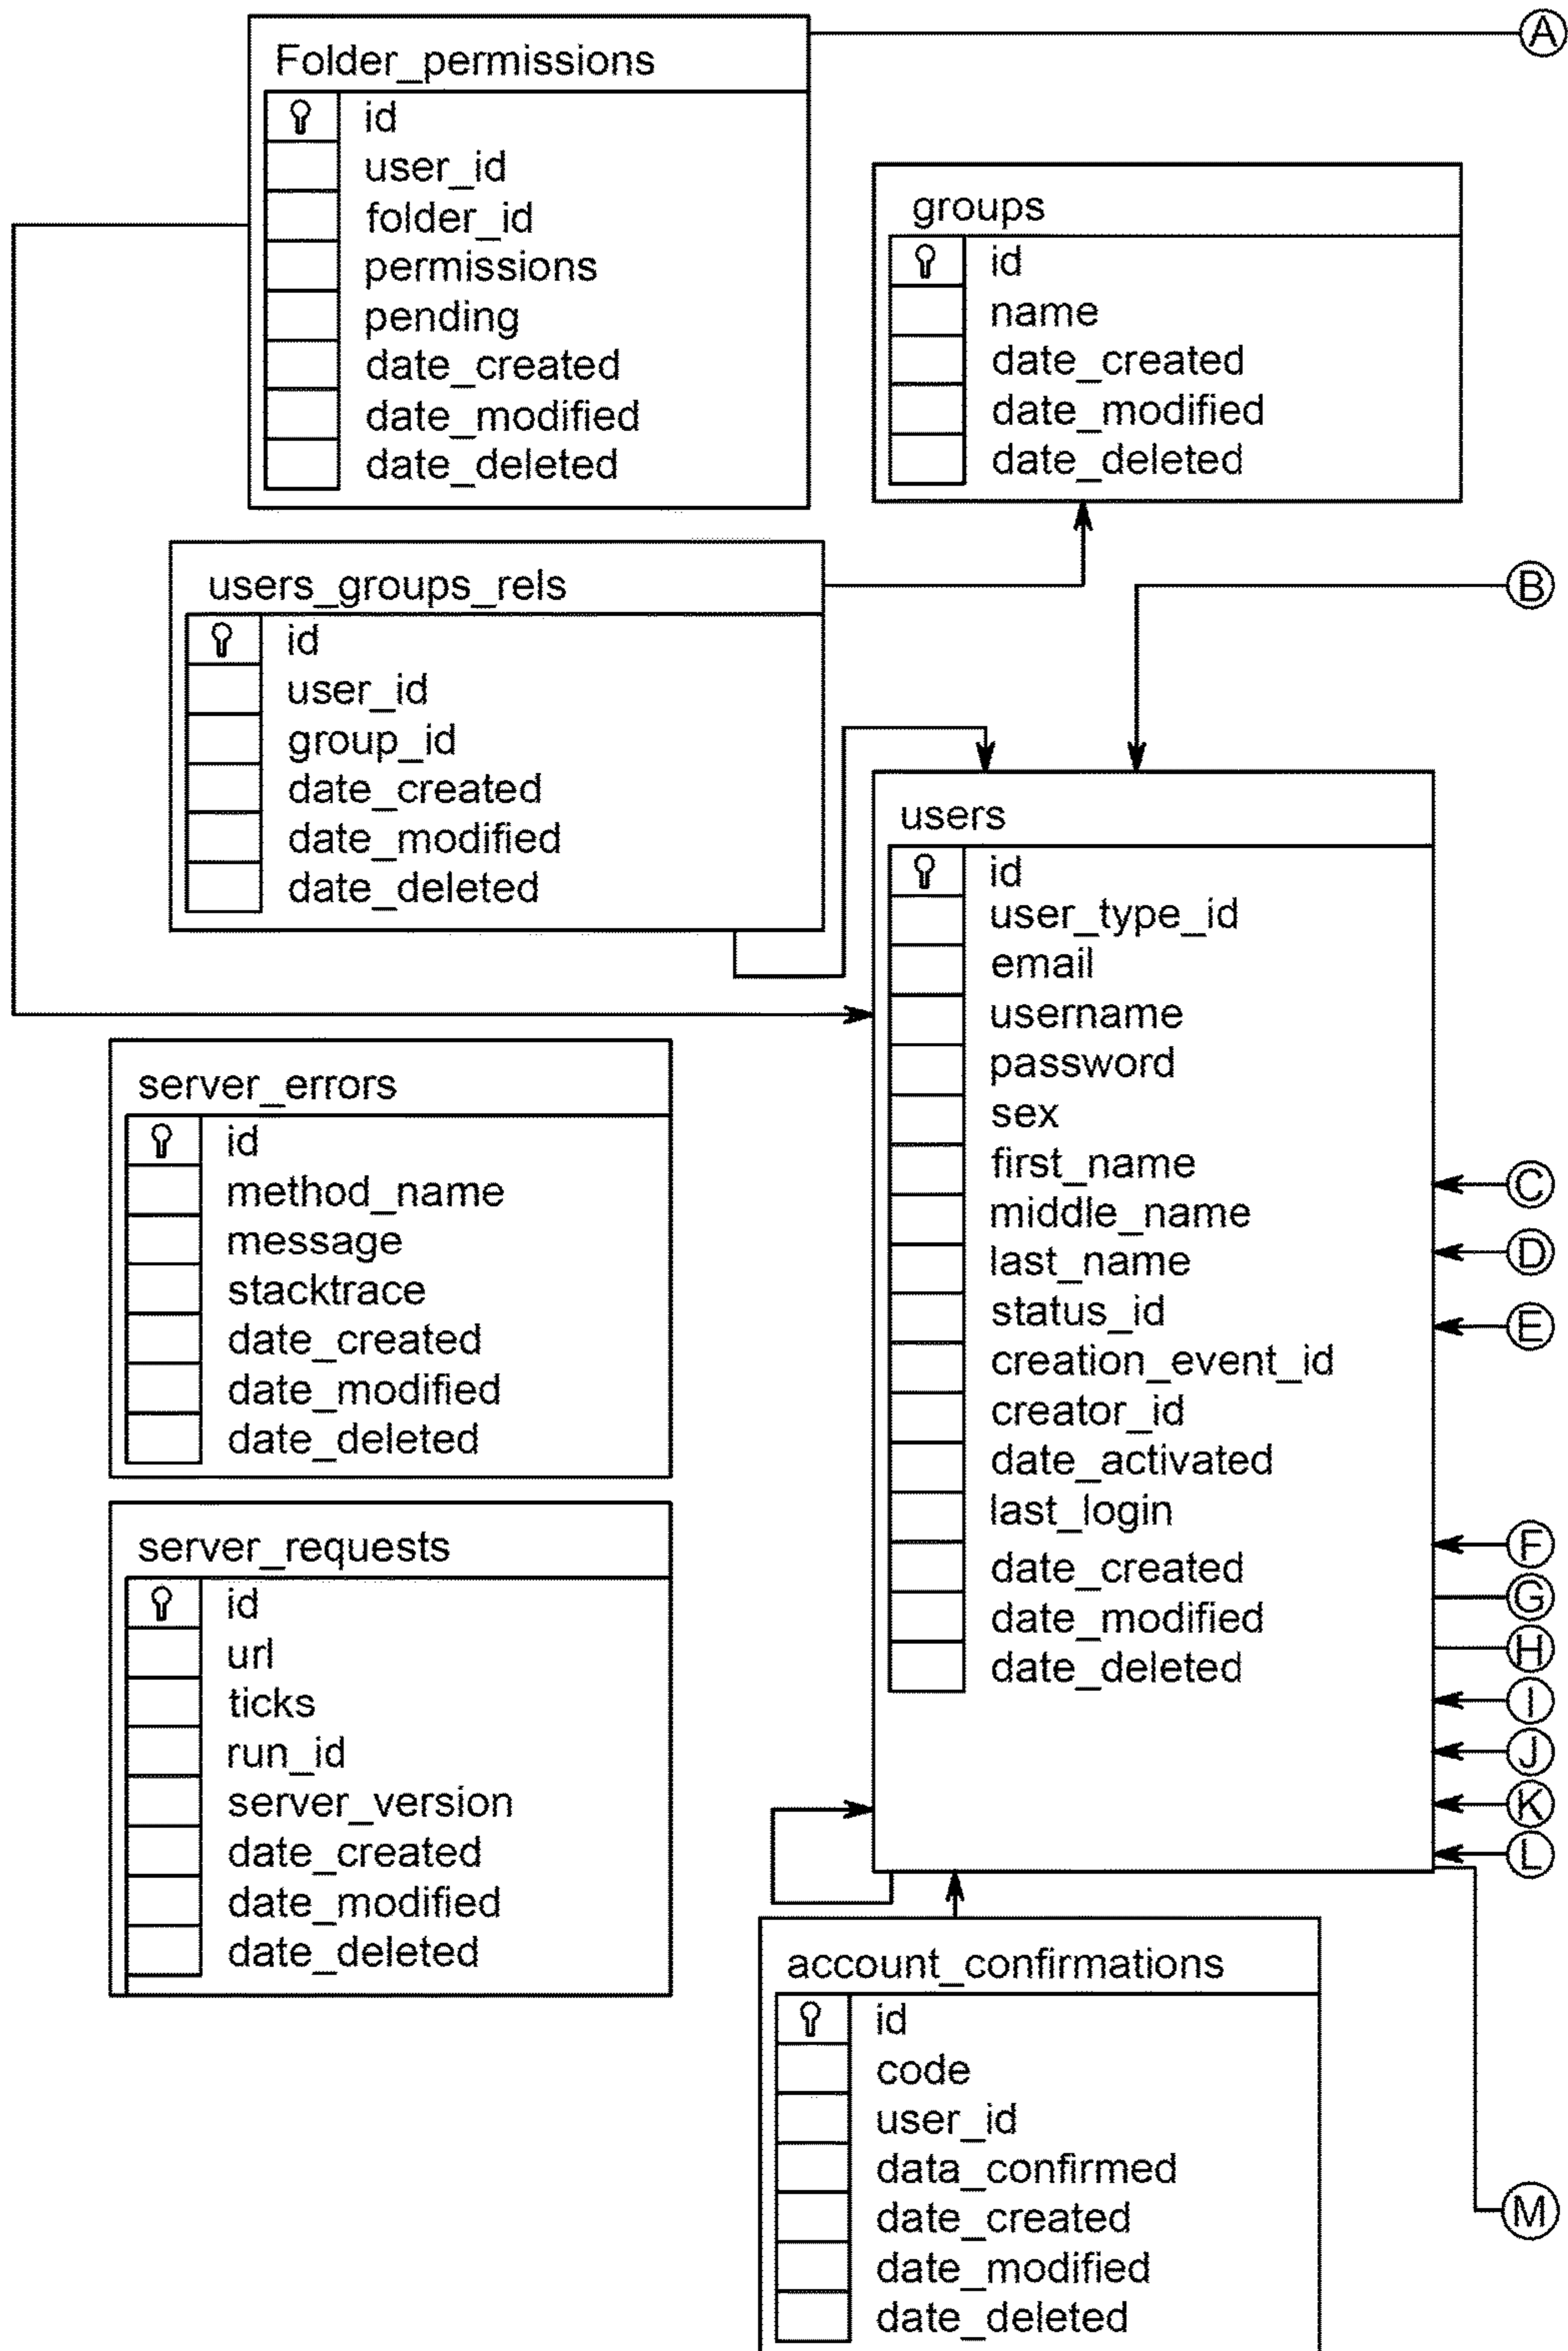 Folder_permissions
id
user_id
folder_id
permissions
pending
date_created
date_modified
date_deleted
A
groups
id
name
date_created
date_modified
date_deleted
users_groups_rels
id
user_id
group_id
date_created
date_modified
date_deleted
B
users
id
user_type_id
email
username
password
sex
first_name
middle_name
last_name
status_id
creation_event_id
creator_id
date_activated
last_login
date_created
date_modified
date_deleted
C
D
E
F
G
H
I
J
K
L
M
server_errors
id
method_name
message
stacktrace
date_created
date_modified
date_deleted
server_requests
id
url
ticks
run_id
server_version
date_created
date_modified
date_deleted
account_confirmations
id
code
user_id
data_confirmed
date_created
date_modified
date_deleted